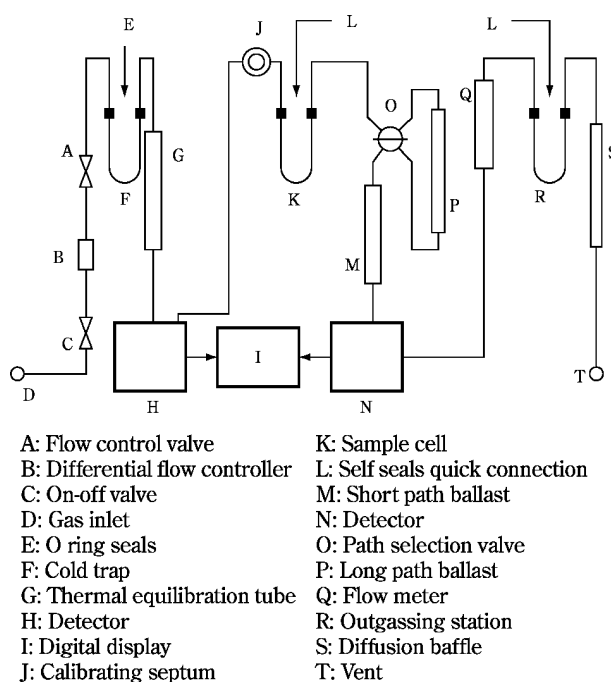 E
L
J
L
A
F
G
O
Q
K
P
R
S
B
M
C
D
I
T
H
N
A: Flow control valve
B: Differential flow controller
C: On-off valve
D: Gas inlet
E: O ring seals
F: Cold trap
G: Thermal equilibration tube
H: Detector
I: Digital display
J: Calibrating septum
K: Sample cell
L: Self seals quick connection
M: Short path ballast
N: Detector
O: Path selection valve
P: Long path ballast
Q: Flow meter
R: Outgassing station
S: Diffusion baffle
T: Vent